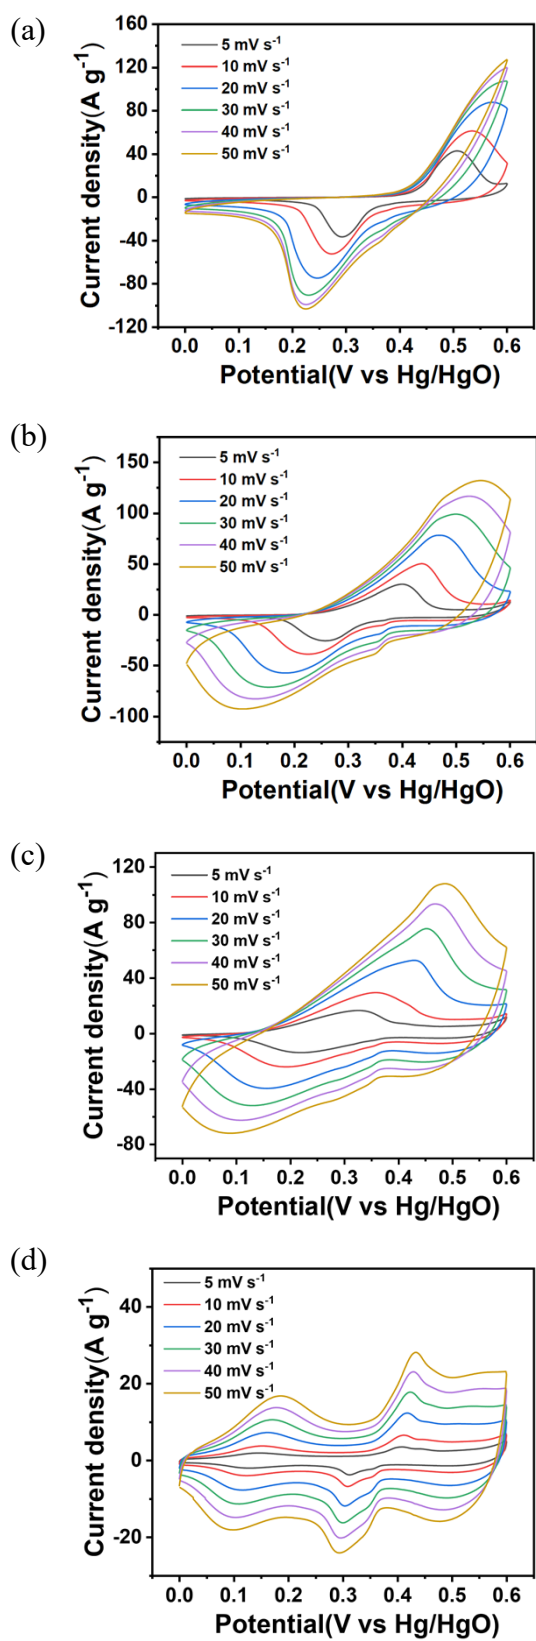 (a)
Current density(A g⁻¹)
160
120
80
40
0
-40
-80
-120
5 mV s⁻¹
10 mV s⁻¹
20 mV s⁻¹
30 mV s⁻¹
40 mV s⁻¹
50 mV s⁻¹
0.0 0.1 0.2 0.3 0.4 0.5 0.6
Potential(V vs Hg/HgO)
(b)
Current density(A g⁻¹)
150
100
50
0
-50
-100
5 mV s⁻¹
10 mV s⁻¹
20 mV s⁻¹
30 mV s⁻¹
40 mV s⁻¹
50 mV s⁻¹
0.0 0.1 0.2 0.3 0.4 0.5 0.6
Potential(V vs Hg/HgO)
(c)
Current density(A g⁻¹)
120
80
40
0
-40
-80
5 mV s⁻¹
10 mV s⁻¹
20 mV s⁻¹
30 mV s⁻¹
40 mV s⁻¹
50 mV s⁻¹
0.0 0.1 0.2 0.3 0.4 0.5 0.6
Potential(V vs Hg/HgO)
(d)
Current density(A g⁻¹)
40
20
0
-20
5 mV s⁻¹
10 mV s⁻¹
20 mV s⁻¹
30 mV s⁻¹
40 mV s⁻¹
50 mV s⁻¹
0.0 0.1 0.2 0.3 0.4 0.5 0.6
Potential(V vs Hg/HgO)